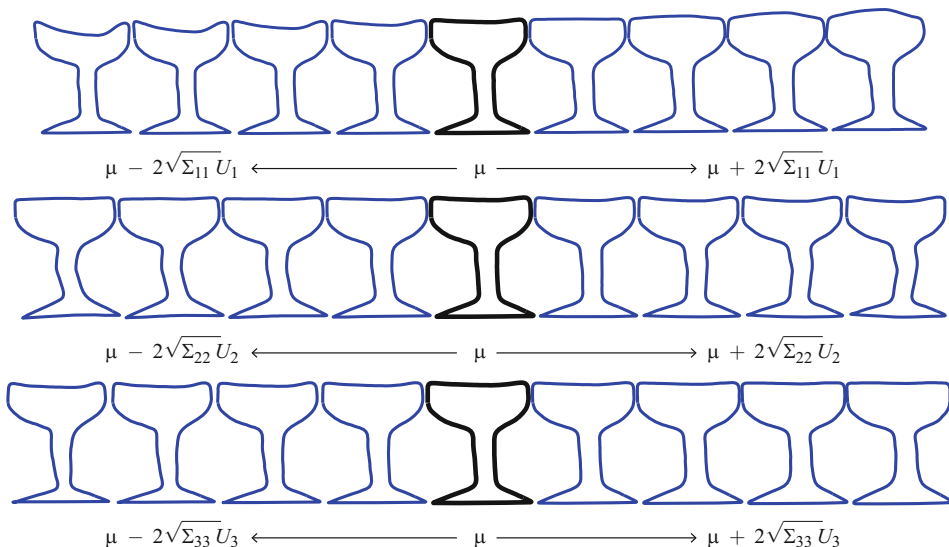 μ − 2√Σ₁₁ U₁ ⟵ μ ⟶ μ + 2√Σ₁₁ U₁
μ − 2√Σ₂₂ U₂ ⟵ μ ⟶ μ + 2√Σ₂₂ U₂
μ − 2√Σ₃₃ U₃ ⟵ μ ⟶ μ + 2√Σ₃₃ U₃